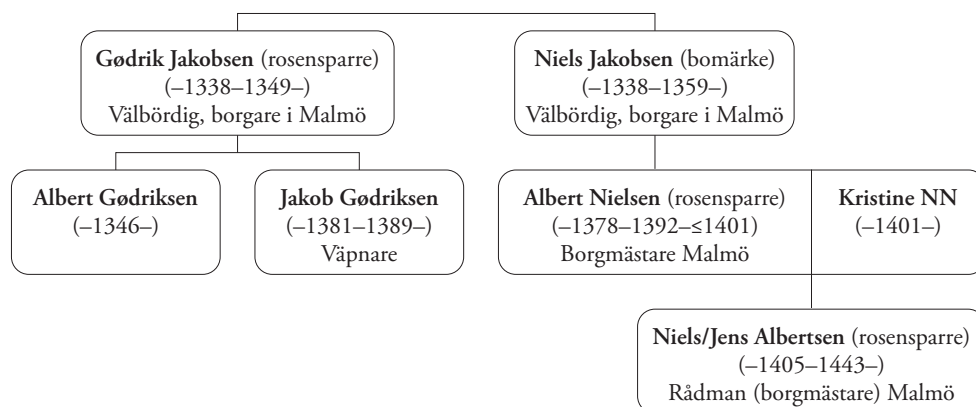 Gødrik Jakobsen (rosensparre)
(–1338–1349–)
Välbördig, borgare i Malmö
Niels Jakobsen (bomärke)
(–1338–1359–)
Välbördig, borgare i Malmö
Albert Gødriksen
(–1346–)
Jakob Gødriksen
(–1381–1389–)
Väpnare
Albert Nielsen (rosensparre)
(–1378–1392–≤1401)
Borgmästare Malmö
Kristine NN
(–1401–)
Niels/Jens Albertsen (rosensparre)
(–1405–1443–)
Rådman (borgmästare) Malmö